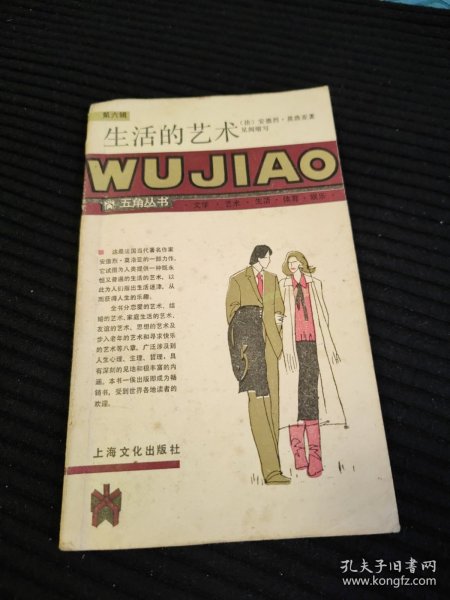 第六辑
生活的艺术
(法)安德烈·莫洛亚著
见闻缩写
WUJIAO
五角丛书
·文学·艺术·生活·体育·娱乐·
这是法国当代著名作家
安德烈·莫洛亚的一部力作,
它试图为人类提供一种既永
恒又普遍的生活的艺术,以
此为人们指出生活迷津,从
而获得人生的乐趣。
全书分恋爱的艺术、结
婚的艺术、家庭生活的艺术、
友谊的艺术、思想的艺术及
步入老年的艺术和寻求快乐
的艺术等八章。广泛涉及到
人生心理、生理、哲理,具
有深刻的见地和极丰富的内
涵。本书一俟出版即成为畅
销书,受到世界各地读者的
欢迎。
上海文化出版社
孔夫子旧书网
www.kongfz.com